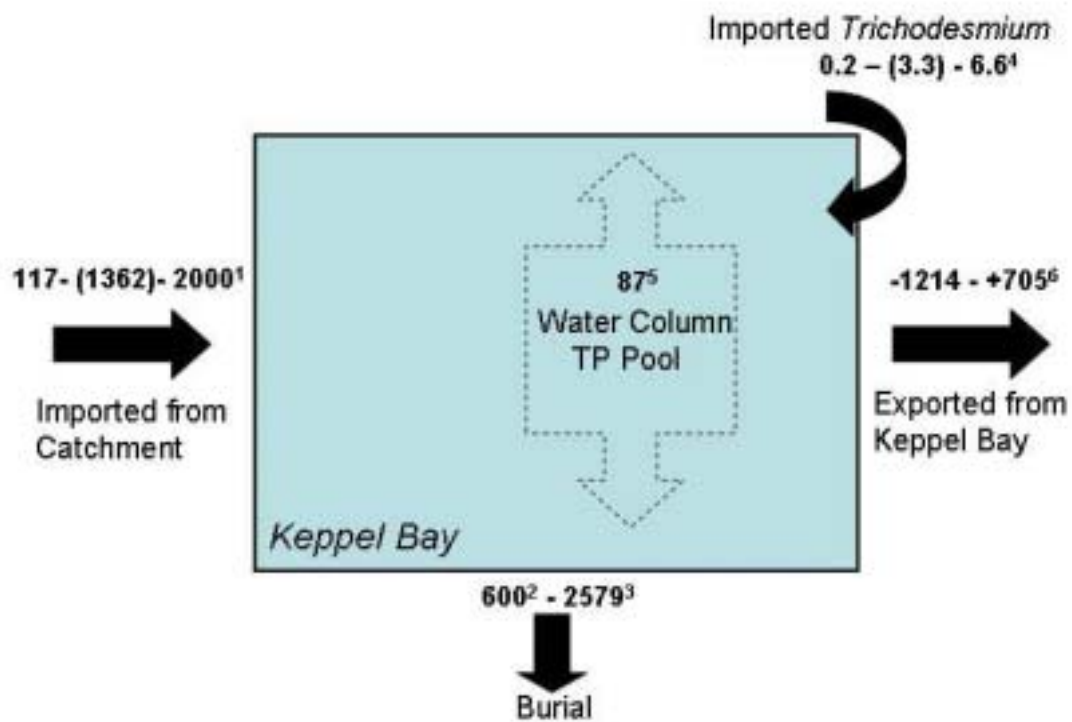 Imported Trichodesmium
0.2 – (3.3) - 6.6⁴
117- (1362)- 2000¹
Imported from
Catchment
87⁵
Water Column
TP Pool
-1214 - +705⁶
Exported from
Keppel Bay
Keppel Bay
600² - 2579³
Burial